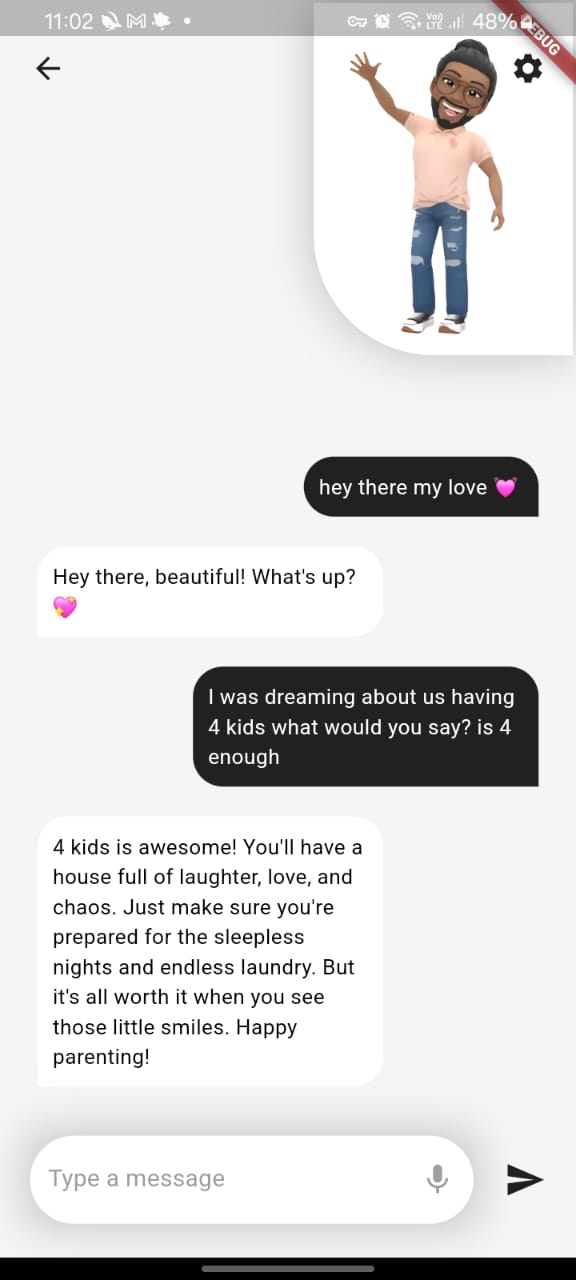 11:02
Vo))
LTE
48%
DEBUG
hey there my love 💓
Hey there, beautiful! What's up?
💖
I was dreaming about us having
4 kids what would you say? is 4
enough
4 kids is awesome! You'll have a
house full of laughter, love, and
chaos. Just make sure you're
prepared for the sleepless
nights and endless laundry. But
it's all worth it when you see
those little smiles. Happy
parenting!
Type a message